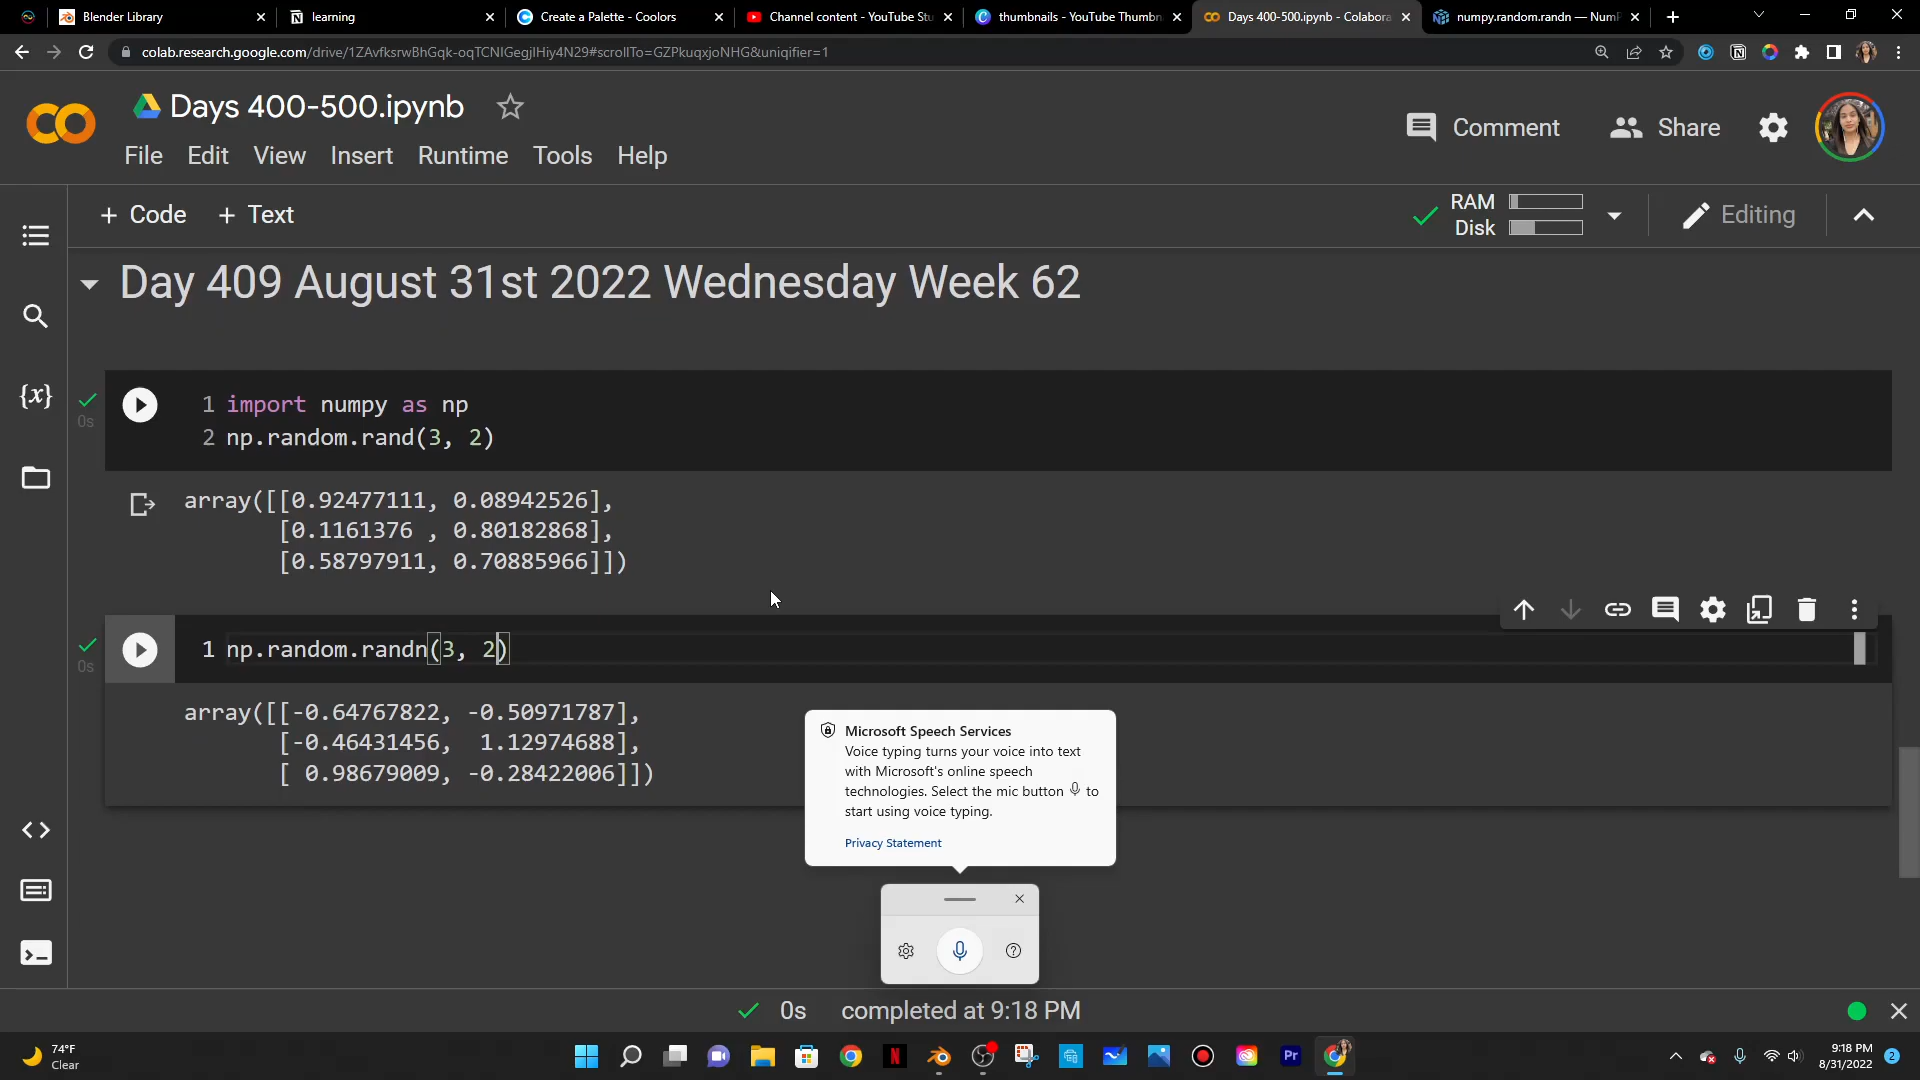 Blender Library
learning
Create a Palette - Coolors
Channel content - YouTube Stu
thumbnails - YouTube Thumbn
Days 400-500.ipynb - Colabora
numpy.random.randn — NumP
colab.research.google.com/drive/1ZAvfksrwBhGqk-oqTCNIGegjlHiy4N29#scrollTo=GZPkuqxjoNHG&uniqifier=1
Days 400-500.ipynb
Comment
Share
File Edit View Insert Runtime Tools Help
+ Code + Text
RAM
Disk
Editing
Day 409 August 31st 2022 Wednesday Week 62
{x}
0s
1 import numpy as np
2 np.random.rand(3, 2)
array([[0.92477111, 0.08942526],
[0.1161376 , 0.80182868],
[0.58797911, 0.70885966]])
0s
1 np.random.randn(3, 2)
array([[-0.64767822, -0.50971787],
[-0.46431456, 1.12974688],
[ 0.98679009, -0.28422006]])
Microsoft Speech Services
Voice typing turns your voice into text
with Microsoft's online speech
technologies. Select the mic button to
start using voice typing.
Privacy Statement
0s completed at 9:18 PM
74°F
Clear
Pr
9:18 PM
8/31/2022
2